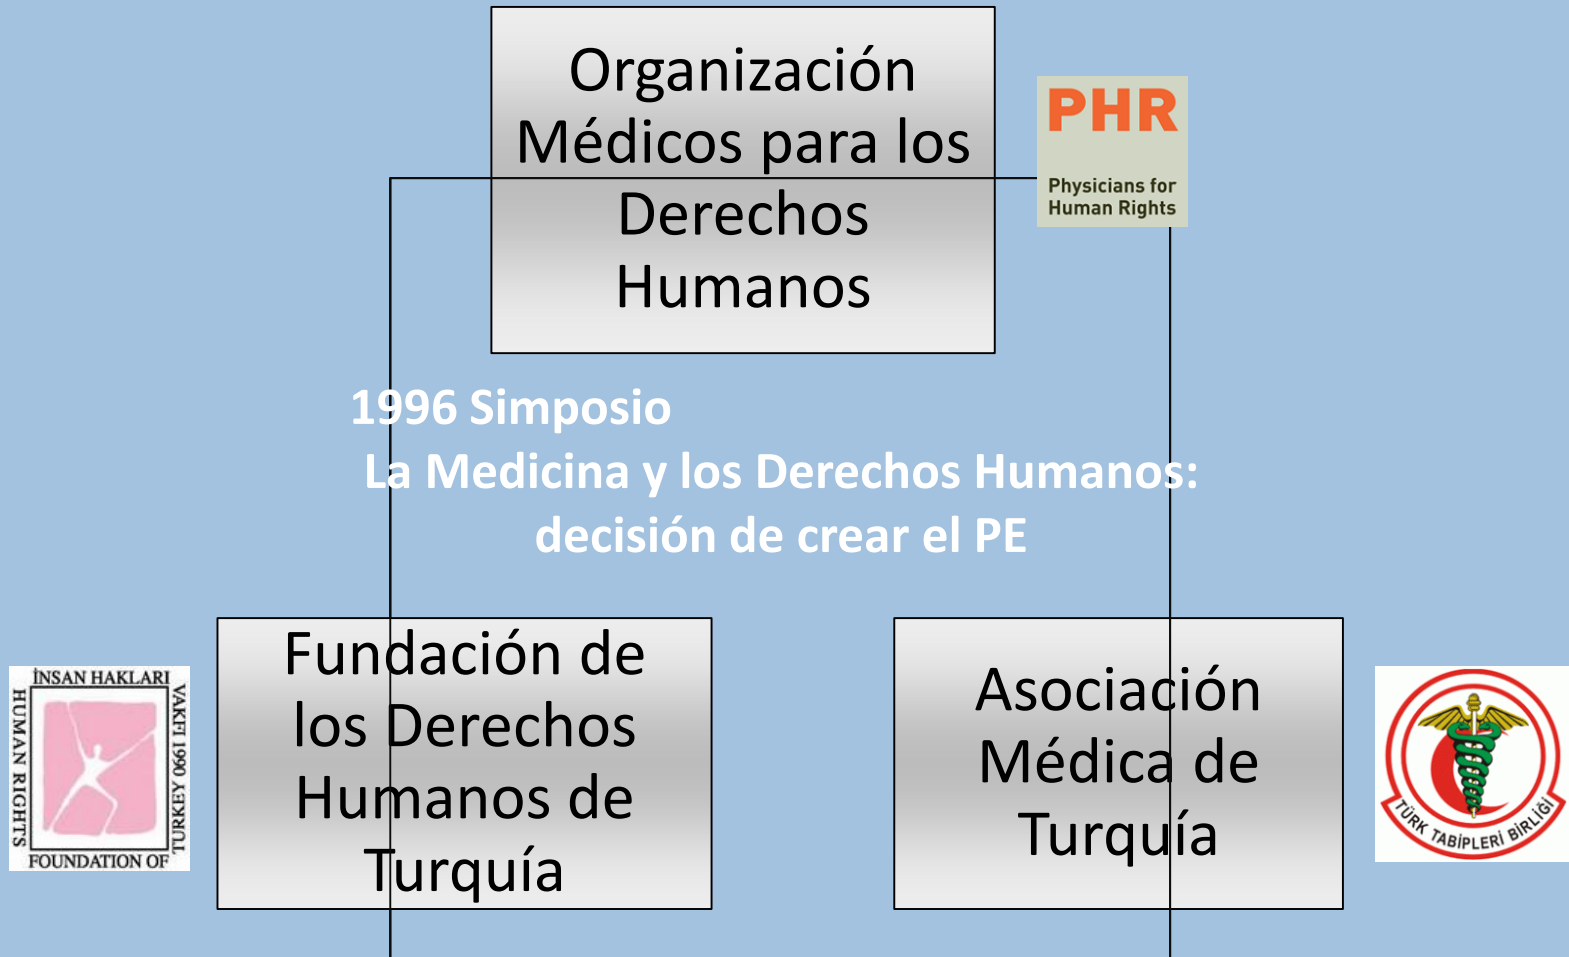 Organización
Médicos para los
Derechos
Humanos
PHR
Physicians for
Human Rights
1996 Simposio
La Medicina y los Derechos Humanos:
decisión de crear el PE
İNSAN HAKLARI
VAKFI 1990 TURKEY
HUMAN RIGHTS
FOUNDATION OF
Fundación de
los Derechos
Humanos de
Turquía
Asociación
Médica de
Turquía
TÜRK TABİPLERİ BİRLİĞİ